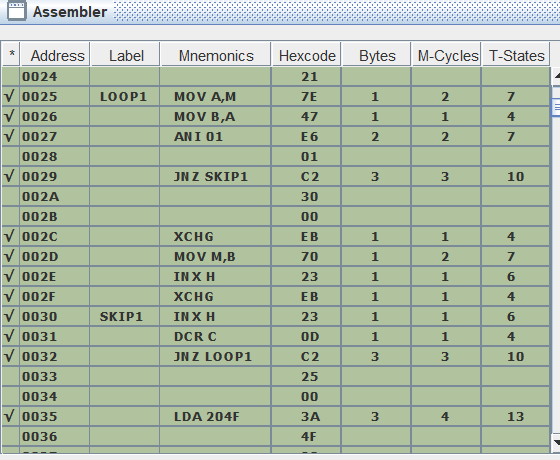 Assembler
* Address Label Mnemonics Hexcode Bytes M-Cycles T-States
0024 21
√ 0025 LOOP1 MOV A,M 7E 1 2 7
√ 0026 MOV B,A 47 1 1 4
√ 0027 ANI 01 E6 2 2 7
0028 01
√ 0029 JNZ SKIP1 C2 3 3 10
002A 30
002B 00
√ 002C XCHG EB 1 1 4
√ 002D MOV M,B 70 1 2 7
√ 002E INX H 23 1 1 6
√ 002F XCHG EB 1 1 4
√ 0030 SKIP1 INX H 23 1 1 6
√ 0031 DCR C 0D 1 1 4
√ 0032 JNZ LOOP1 C2 3 3 10
0033 25
0034 00
√ 0035 LDA 204F 3A 3 4 13
0036 4F